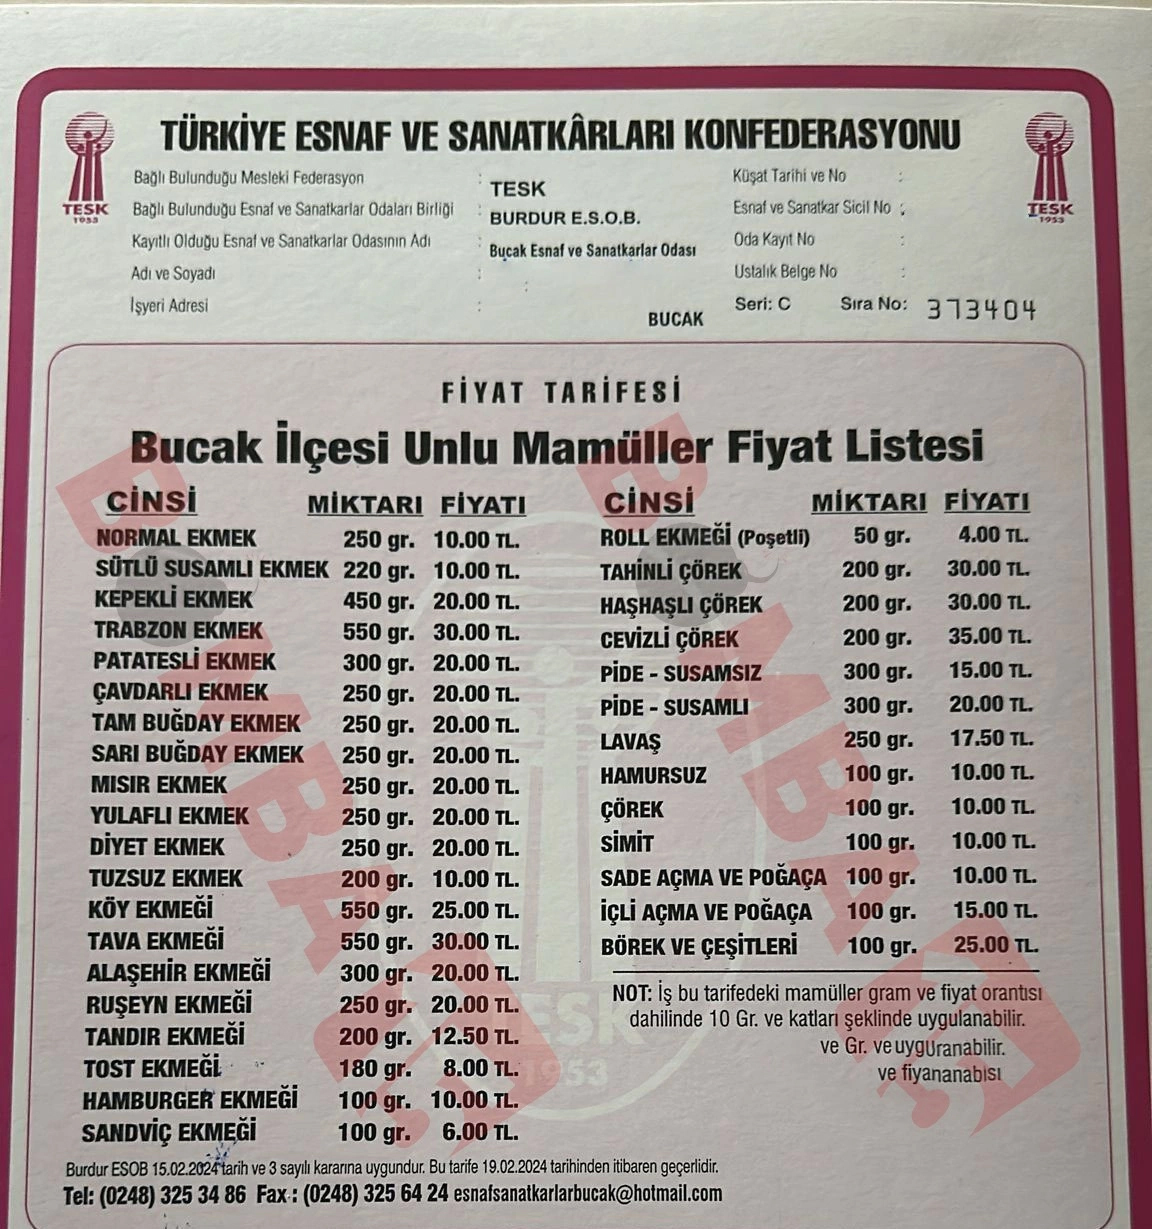 TÜRKİYE ESNAF VE SANATKÂRLARI KONFEDERASYONU
TESK
1953
TESK
1953
Bağlı Bulunduğu Mesleki Federasyon : TESK
Bağlı Bulunduğu Esnaf ve Sanatkarlar Odaları Birliği : BURDUR E.S.O.B.
Kayıtlı Olduğu Esnaf ve Sanatkarlar Odasının Adı : Bucak Esnaf ve Sanatkarlar Odası
Adı ve Soyadı :
İşyeri Adresi :
BUCAK
Küşat Tarihi ve No :
Esnaf ve Sanatkar Sicil No :
Oda Kayıt No :
Ustalık Belge No :
Seri: C Sıra No: 373404
FİYAT TARİFESİ
Bucak İlçesi Unlu Mamüller Fiyat Listesi
CİNSİ MİKTARI FİYATI
NORMAL EKMEK 250 gr. 10.00 TL.
SÜTLÜ SUSAMLI EKMEK 220 gr. 10.00 TL.
KEPEKLİ EKMEK 450 gr. 20.00 TL.
TRABZON EKMEK 550 gr. 30.00 TL.
PATATESLİ EKMEK 300 gr. 20.00 TL.
ÇAVDARLI EKMEK 250 gr. 20.00 TL.
TAM BUĞDAY EKMEK 250 gr. 20.00 TL.
SARI BUĞDAY EKMEK 250 gr. 20.00 TL.
MISIR EKMEK 250 gr. 20.00 TL.
YULAFLI EKMEK 250 gr. 20.00 TL.
DİYET EKMEK 250 gr. 20.00 TL.
TUZSUZ EKMEK 200 gr. 10.00 TL.
KÖY EKMEĞİ 550 gr. 25.00 TL.
TAVA EKMEĞİ 550 gr. 30.00 TL.
ALAŞEHİR EKMEĞİ 300 gr. 20.00 TL.
RUŞEYN EKMEĞİ 250 gr. 20.00 TL.
TANDIR EKMEĞİ 200 gr. 12.50 TL.
TOST EKMEĞİ 180 gr. 8.00 TL.
HAMBURGER EKMEĞİ 100 gr. 10.00 TL.
SANDVİÇ EKMEĞİ 100 gr. 6.00 TL.
CİNSİ MİKTARI FİYATI
ROLL EKMEĞİ (Poşetli) 50 gr. 4.00 TL.
TAHİNLİ ÇÖREK 200 gr. 30.00 TL.
HAŞHAŞLI ÇÖREK 200 gr. 30.00 TL.
CEVİZLİ ÇÖREK 200 gr. 35.00 TL.
PİDE - SUSAMSIZ 300 gr. 15.00 TL.
PİDE - SUSAMLI 300 gr. 20.00 TL.
LAVAŞ 250 gr. 17.50 TL.
HAMURSUZ 100 gr. 10.00 TL.
ÇÖREK 100 gr. 10.00 TL.
SİMİT 100 gr. 10.00 TL.
SADE AÇMA VE POĞAÇA 100 gr. 10.00 TL.
İÇLİ AÇMA VE POĞAÇA 100 gr. 15.00 TL.
BÖREK VE ÇEŞİTLERİ 100 gr. 25.00 TL.
NOT: İş bu tarifedeki mamüller gram ve fiyat orantısı
dahilinde 10 Gr. ve katları şeklinde uygulanabilir.
ve Gr. ve uyguranabilir.
ve fiyananabısı
TESK
1953
Burdur ESOB 15.02.2024 tarih ve 3 sayılı kararına uygundur. Bu tarife 19.02.2024 tarihinden itibaren geçerlidir.
Tel: (0248) 325 34 86 Fax : (0248) 325 64 24 esnafsanatkarlarbucak@hotmail.com